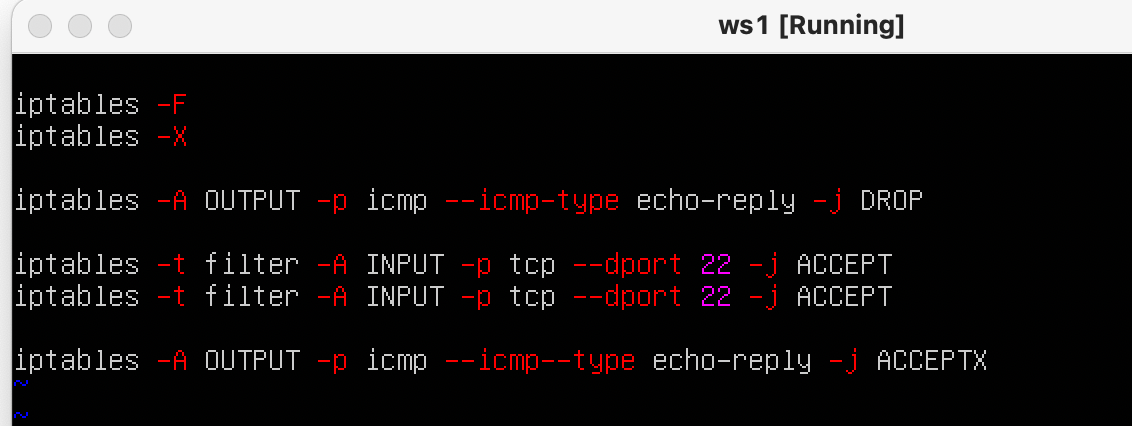 ws1 [Running]
iptables -F
iptables -X
iptables -A OUTPUT -p icmp --icmp-type echo-reply -j DROP
iptables -t filter -A INPUT -p tcp --dport 22 -j ACCEPT
iptables -t filter -A INPUT -p tcp --dport 22 -j ACCEPT
iptables -A OUTPUT -p icmp --icmp--type echo-reply -j ACCEPTX
~
~